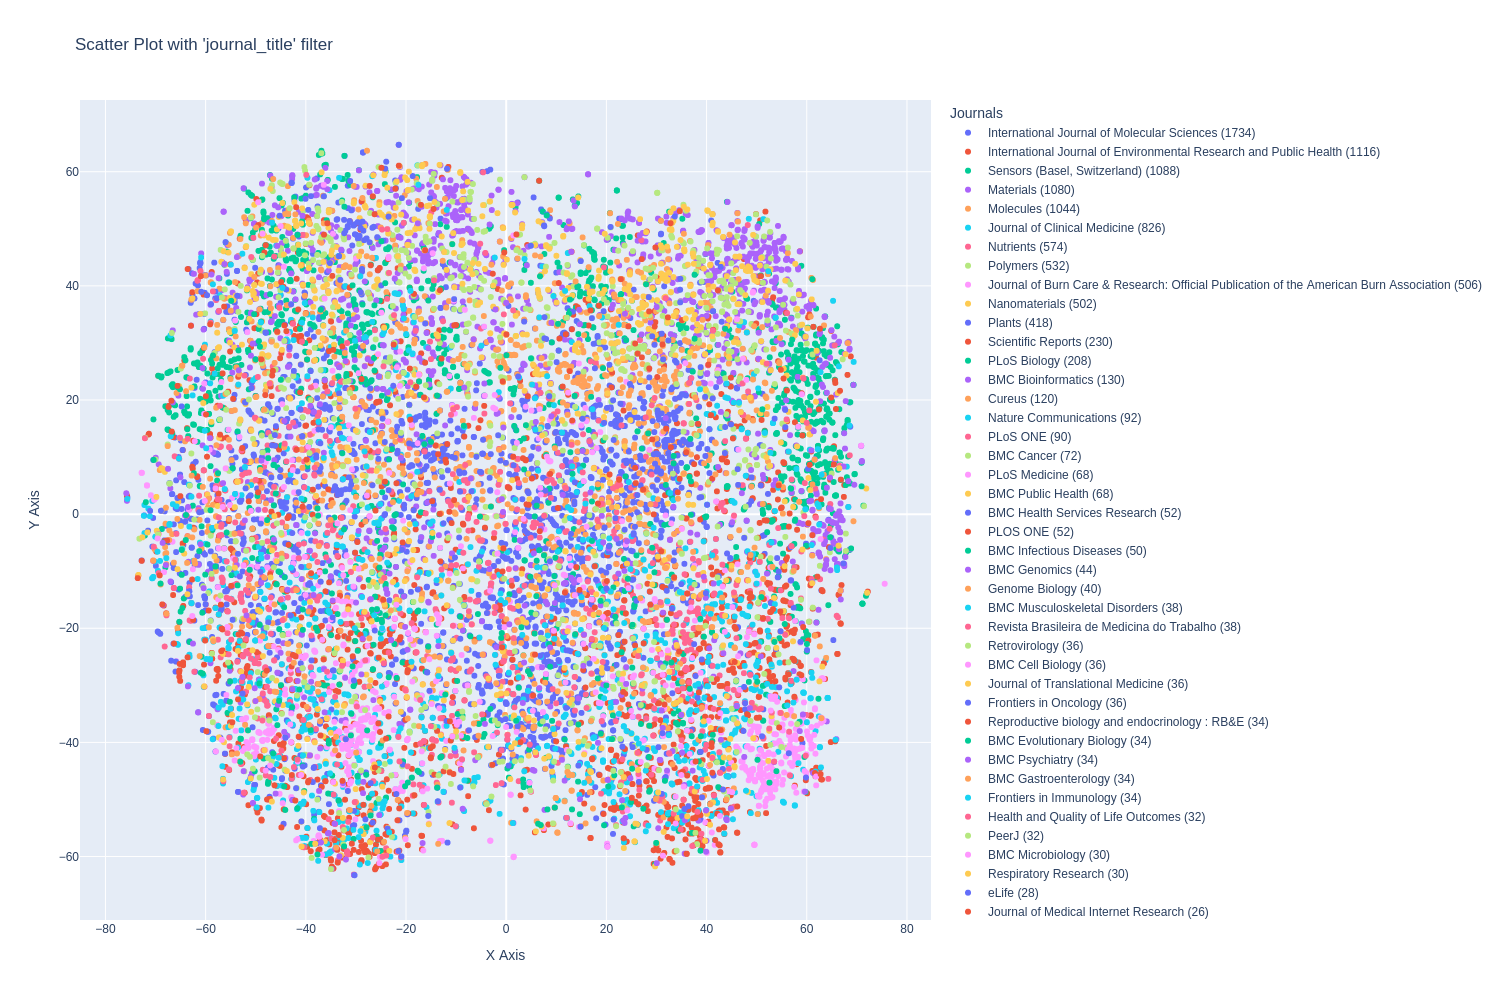 Scatter Plot with 'journal_title' filter
Journals
International Journal of Molecular Sciences (1734)
International Journal of Environmental Research and Public Health (1116)
Sensors (Basel, Switzerland) (1088)
Materials (1080)
Molecules (1044)
Journal of Clinical Medicine (826)
Nutrients (574)
Polymers (532)
Journal of Burn Care & Research: Official Publication of the American Burn Association (506)
Nanomaterials (502)
Plants (418)
Scientific Reports (230)
PLoS Biology (208)
BMC Bioinformatics (130)
Cureus (120)
Nature Communications (92)
PLoS ONE (90)
BMC Cancer (72)
PLoS Medicine (68)
BMC Public Health (68)
BMC Health Services Research (52)
PLOS ONE (52)
BMC Infectious Diseases (50)
BMC Genomics (44)
Genome Biology (40)
BMC Musculoskeletal Disorders (38)
Revista Brasileira de Medicina do Trabalho (38)
Retrovirology (36)
BMC Cell Biology (36)
Journal of Translational Medicine (36)
Frontiers in Oncology (36)
Reproductive biology and endocrinology : RB&E (34)
BMC Evolutionary Biology (34)
BMC Psychiatry (34)
BMC Gastroenterology (34)
Frontiers in Immunology (34)
Health and Quality of Life Outcomes (32)
PeerJ (32)
BMC Microbiology (30)
Respiratory Research (30)
eLife (28)
Journal of Medical Internet Research (26)
60
40
20
0
−20
−40
−60
Y Axis
−80 −60 −40 −20 0 20 40 60 80
X Axis